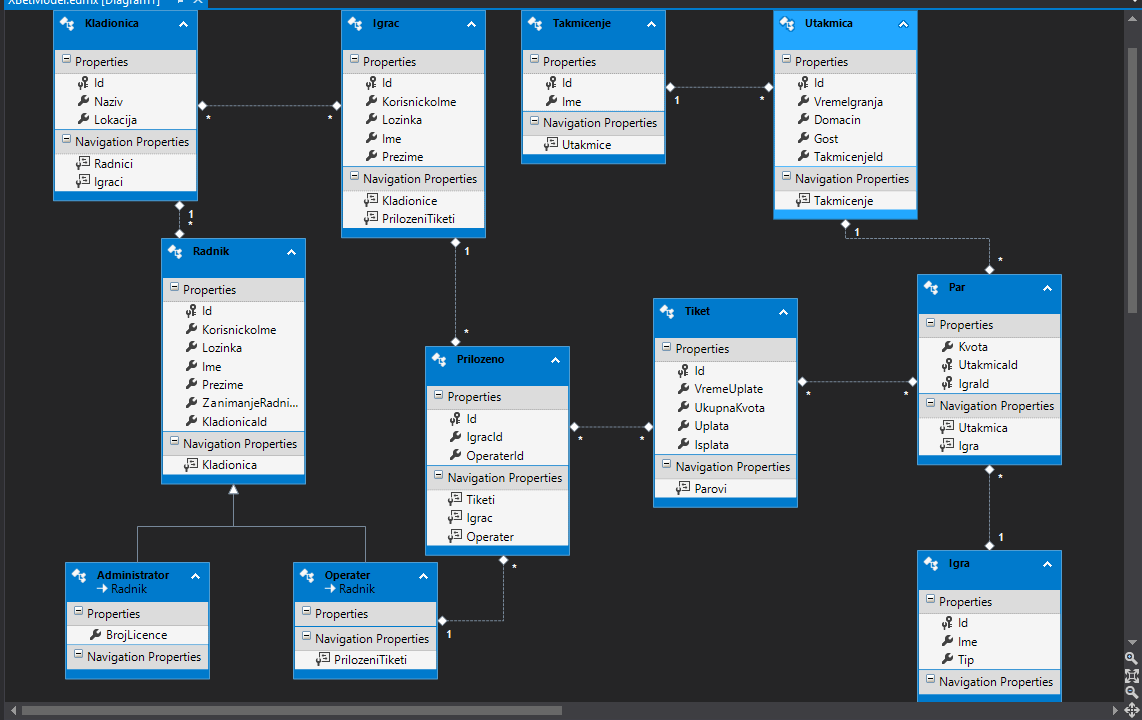 XBetModel.edmx [Diagram1]
Kladionica
Properties
Id
Naziv
Lokacija
Navigation Properties
Radnici
Igraci
Igrac
Properties
Id
KorisnickoIme
Lozinka
Ime
Prezime
Navigation Properties
Kladionice
PrilozeniTiketi
Takmicenje
Properties
Id
Ime
Navigation Properties
Utakmice
Utakmica
Properties
Id
VremeIgranja
Domacin
Gost
TakmicenjeId
Navigation Properties
Takmicenje
*
*
1
*
1
*
1
*
1
*
Radnik
Properties
Id
KorisnickoIme
Lozinka
Ime
Prezime
ZanimanjeRadni...
KladionicaId
Navigation Properties
Kladionica
Prilozeno
Properties
Id
IgracId
OperaterId
Navigation Properties
Tiketi
Igrac
Operater
Tiket
Properties
Id
VremeUplate
UkupnaKvota
Uplata
Isplata
Navigation Properties
Parovi
Par
Properties
Kvota
UtakmicaId
IgraId
Navigation Properties
Utakmica
Igra
*
*
*
*
*
1
*
1
Administrator
Radnik
Properties
BrojLicence
Navigation Properties
Operater
Radnik
Properties
Navigation Properties
PrilozeniTiketi
Igra
Properties
Id
Ime
Tip
Navigation Properties